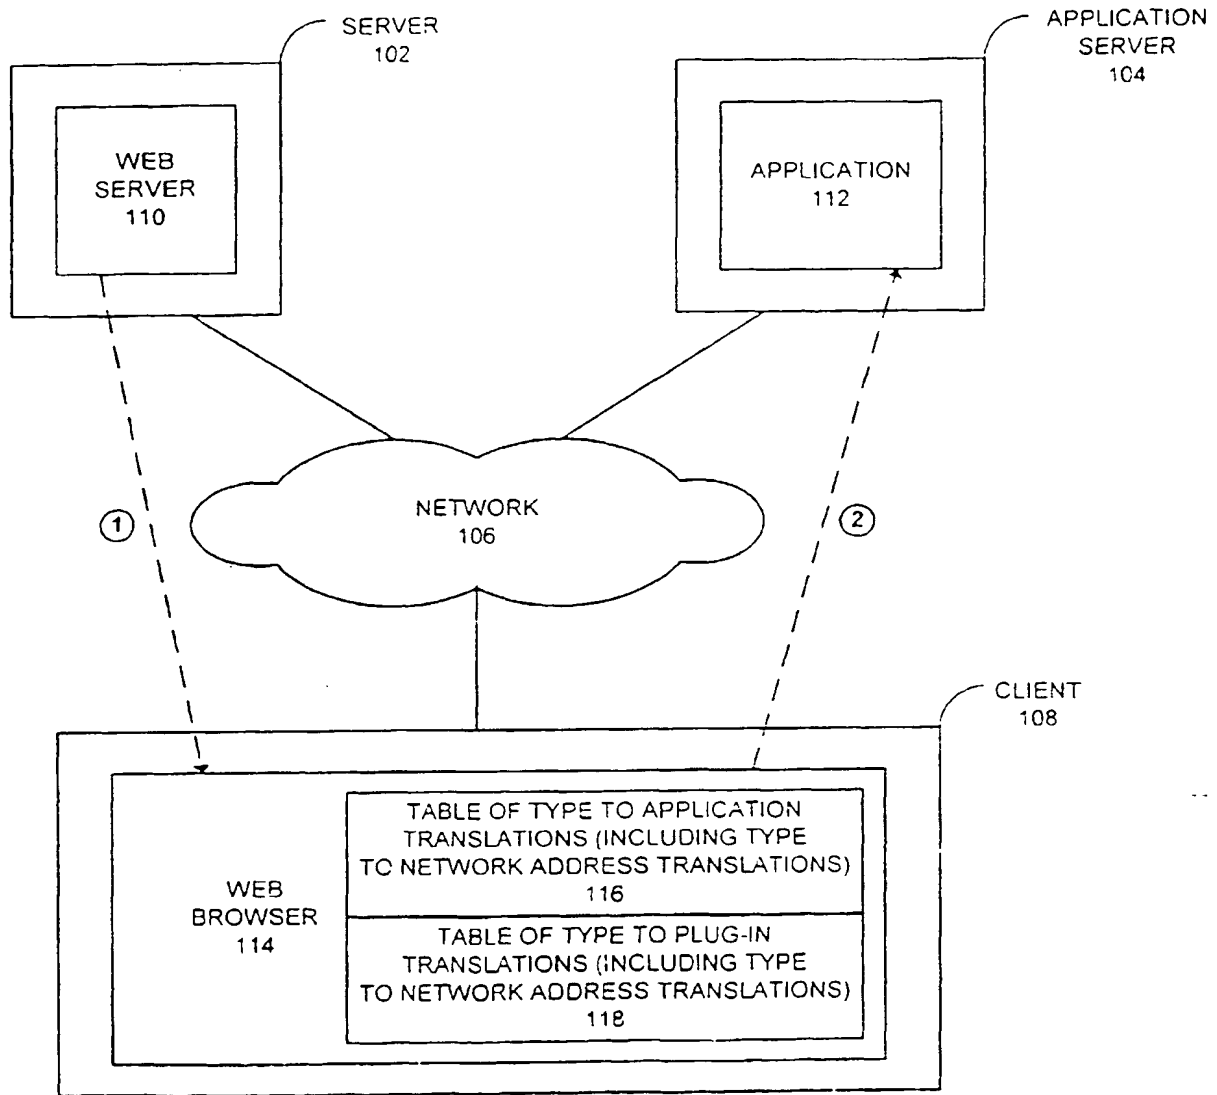 SERVER
102
APPLICATION
SERVER
104
WEB
SERVER
110
APPLICATION
112
NETWORK
106
1
2
CLIENT
108
TABLE OF TYPE TO APPLICATION
TRANSLATIONS (INCLUDING TYPE
TO NETWORK ADDRESS TRANSLATIONS)
116
WEB
BROWSER
114
TABLE OF TYPE TO PLUG-IN
TRANSLATIONS (INCLUDING TYPE
TO NETWORK ADDRESS TRANSLATIONS)
118